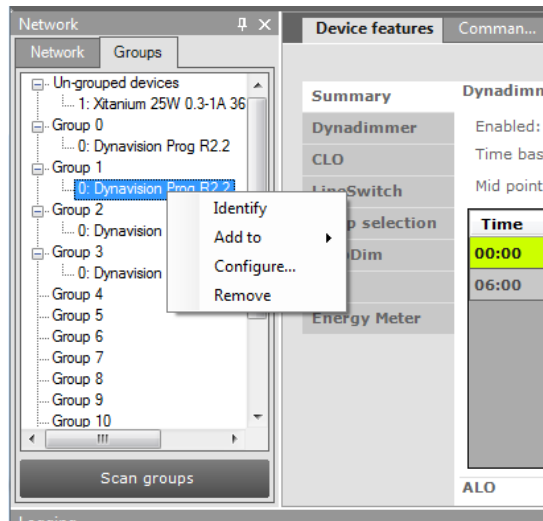 Network
Network Groups
Un-grouped devices
1: Xitanium 25W 0.3-1A 36
Group 0
0: Dynavision Prog R2.2
Group 1
0: Dynavision Prog R2.2
Group 2
0: Dynavision
Group 3
0: Dynavision
Group 4
Group 5
Group 6
Group 7
Group 8
Group 9
Group 10
Scan groups
Identify
Add to
Configure...
Remove
Device features Comman...
Summary
Dynadimmer
CLO
LineSwitch
p selection
Dim
Energy Meter
Dynadimm
Enabled:
Time bas
Mid point
Time
00:00
06:00
ALO
Logging